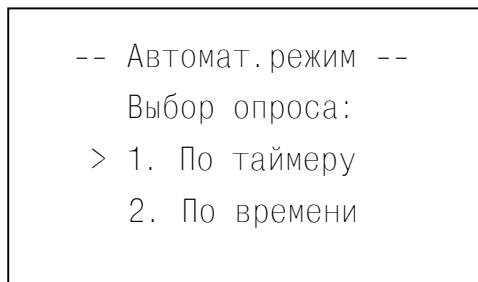 -- Автомат.режим --
Выбор опроса:
> 1. По таймеру
2. По времени